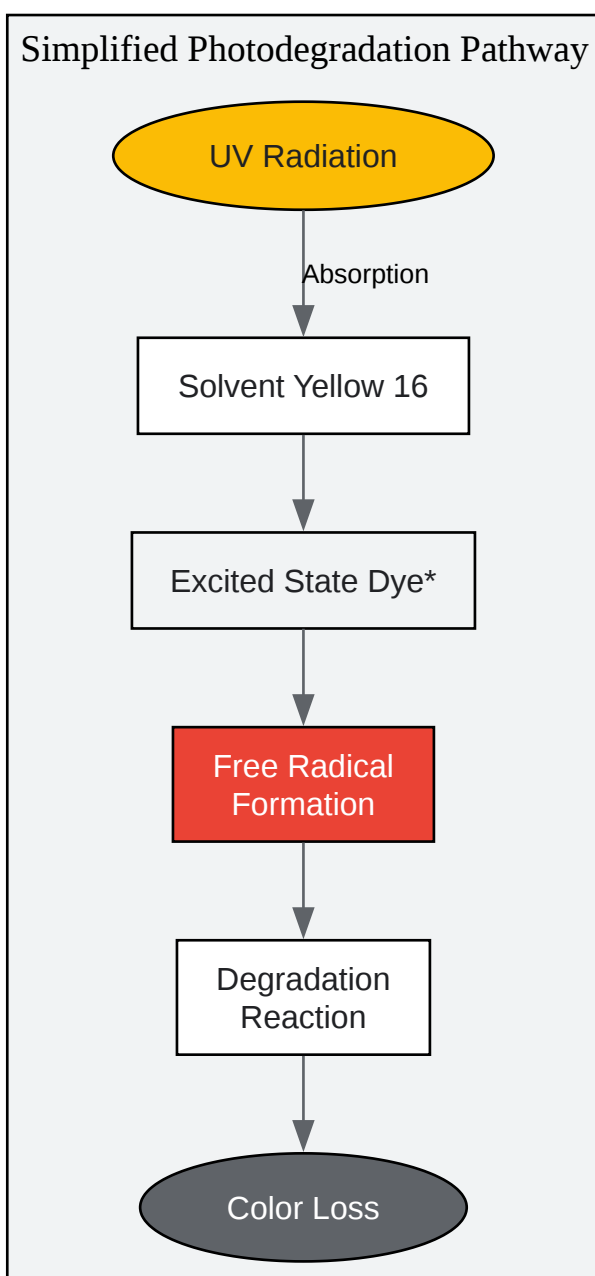 Simplified Photodegradation Pathway
UV Radiation
Absorption
Solvent Yellow 16
Excited State Dye*
Free Radical
Formation
Degradation
Reaction
Color Loss